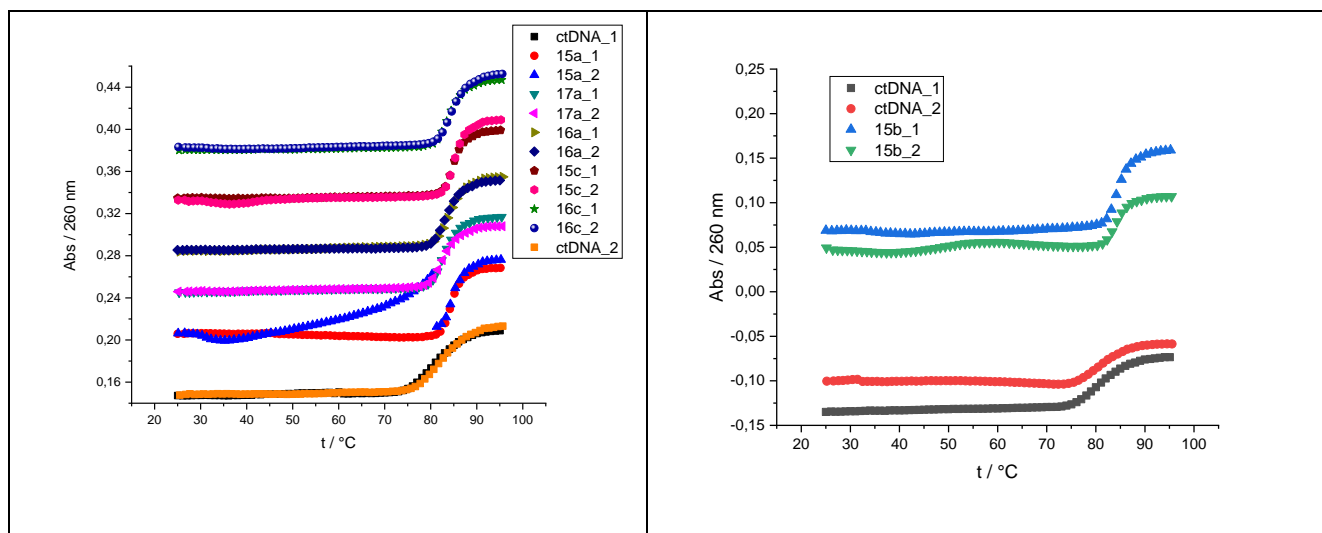 ctDNA_1
15a_1
15a_2
17a_1
17a_2
16a_1
16a_2
15c_1
15c_2
16c_1
16c_2
ctDNA_2
0,44
0,40
0,36
0,32
0,28
0,24
0,20
0,16
Abs / 260 nm
20 30 40 50 60 70 80 90 100
t / °C
0,25
0,20
0,15
0,10
0,05
0,00
-0,05
-0,10
-0,15
ctDNA_1
ctDNA_2
15b_1
15b_2
Abs / 260 nm
20 30 40 50 60 70 80 90 100
t / °C